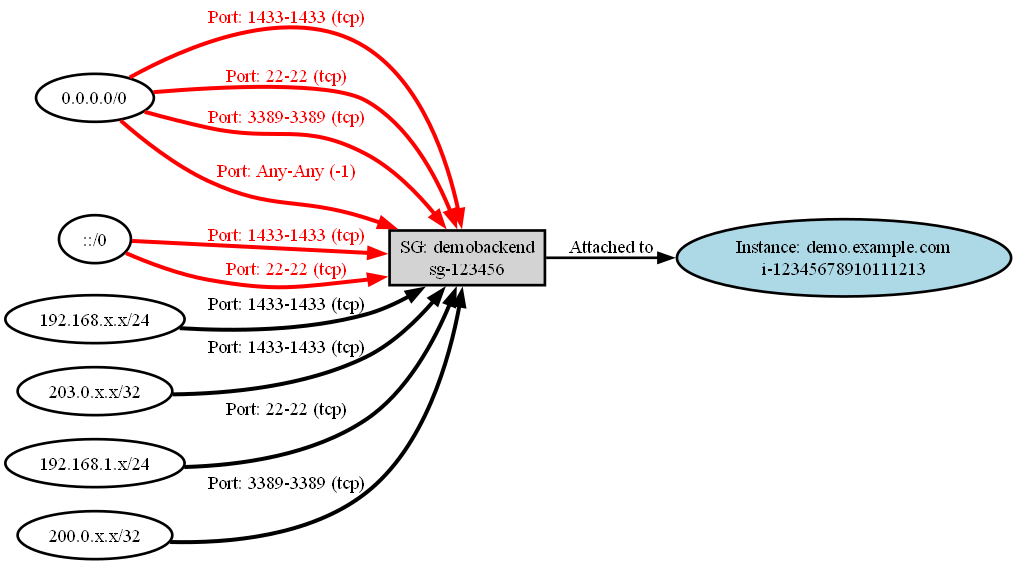 Port: 1433-1433 (tcp)
Port: 22-22 (tcp)
0.0.0.0/0
Port: 3389-3389 (tcp)
Port: Any-Any (-1)
::/0
Port: 1433-1433 (tcp)
Port: 22-22 (tcp)
SG: demobackend
sg-123456
Attached to
Instance: demo.example.com
i-12345678910111213
Port: 1433-1433 (tcp)
192.168.x.x/24
Port: 1433-1433 (tcp)
203.0.x.x/32
Port: 22-22 (tcp)
192.168.1.x/24
Port: 3389-3389 (tcp)
200.0.x.x/32